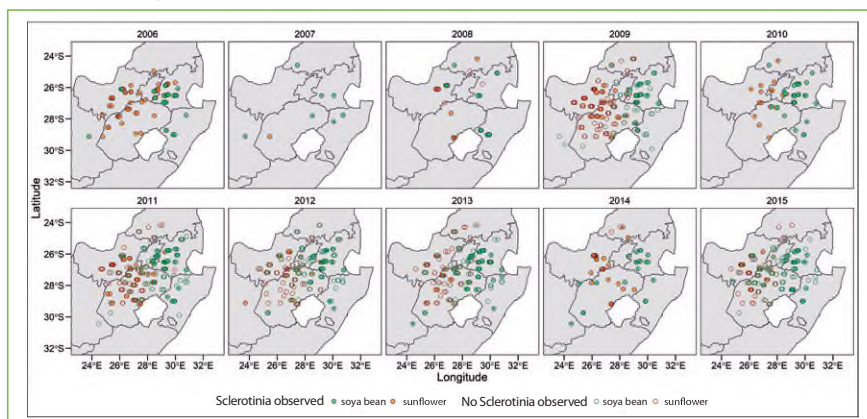 2006 2007 2008 2009 2010
24°S
26°S
28°S
30°S
32°S
2011 2012 2013 2014 2015
24°S
26°S
28°S
30°S
32°S
Latitude
24°E 26°E 28°E 30°E 32°E 24°E 26°E 28°E 30°E 32°E 24°E 26°E 28°E 30°E 32°E 24°E 26°E 28°E 30°E 32°E 24°E 26°E 28°E 30°E 32°E
Longitude
Sclerotinia observed soya bean sunflower No Sclerotinia observed soya bean sunflower